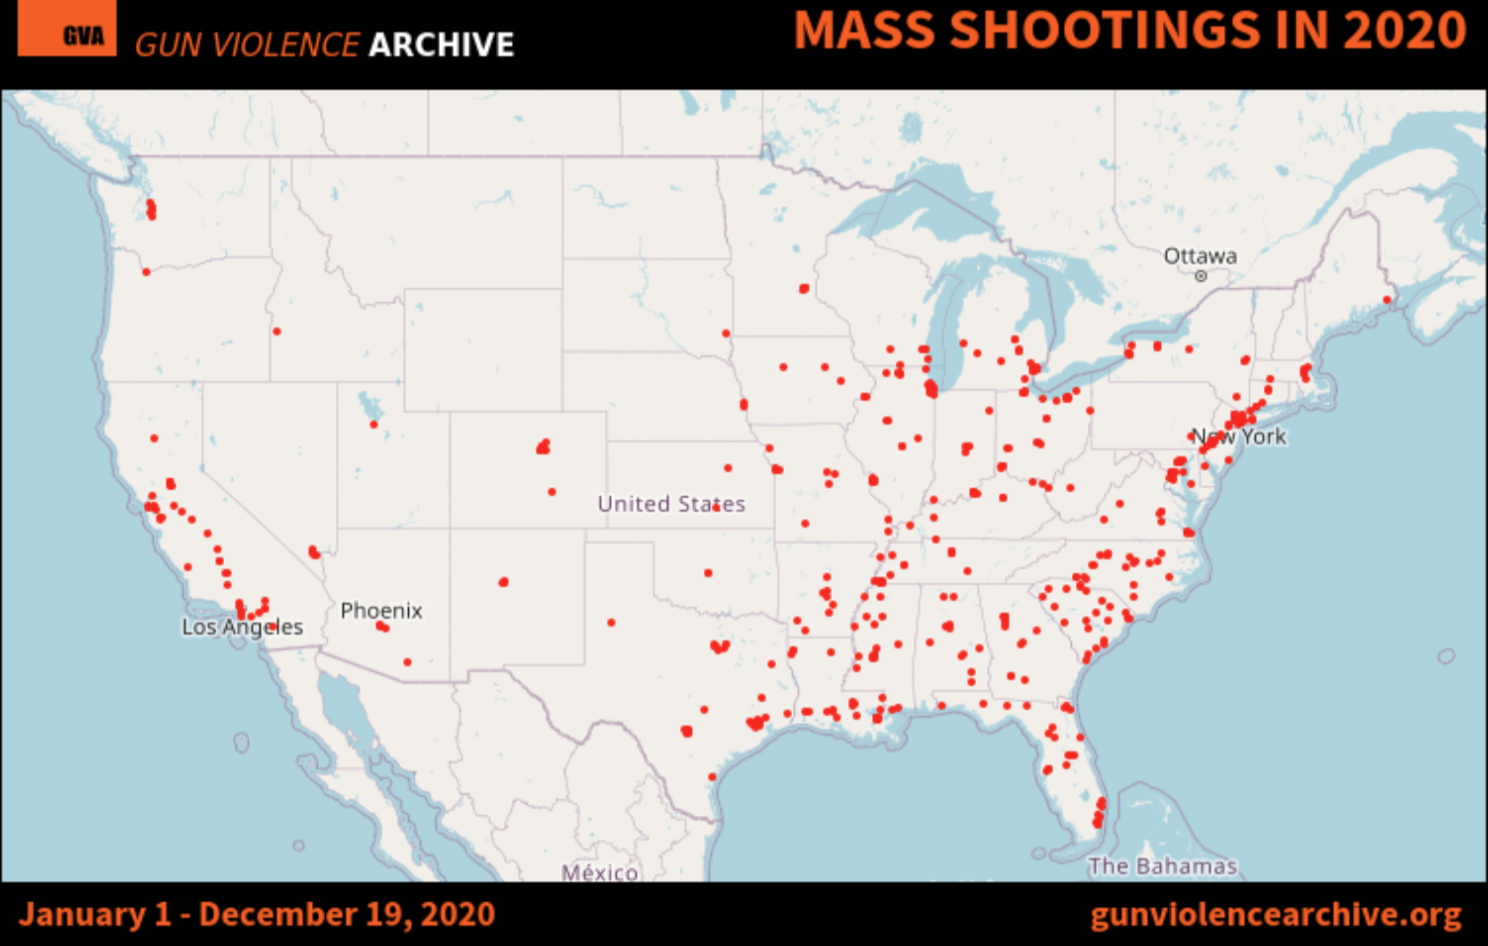 GVA
GUN VIOLENCE ARCHIVE
MASS SHOOTINGS IN 2020
Ottawa
New York
United States
Phoenix
Los Angeles
The Bahamas
México
January 1 - December 19, 2020
gunviolencearchive.org